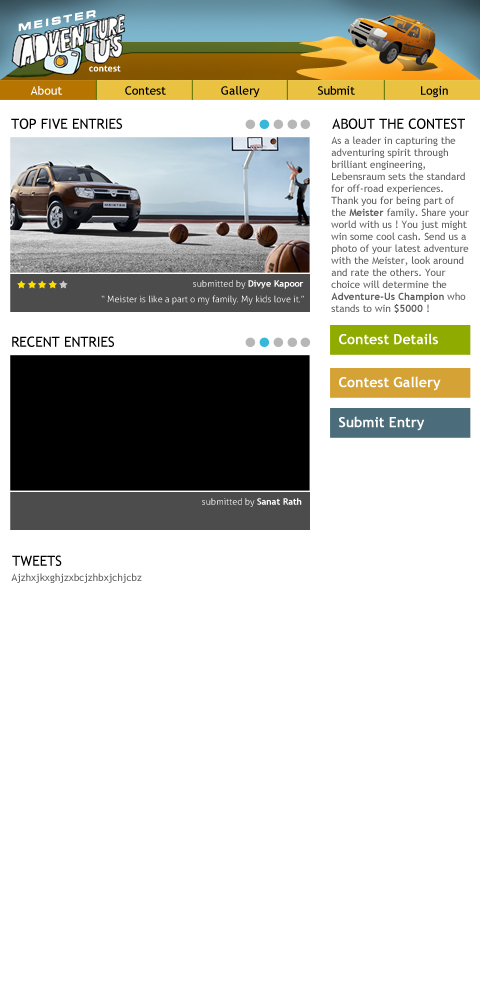 MEISTER
ADVENTURE
US
contest
About Contest Gallery Submit Login
TOP FIVE ENTRIES
MEISTER
submitted by Divye Kapoor
" Meister is like a part o my family. My kids love it."
RECENT ENTRIES
submitted by Sanat Rath
TWEETS
Ajzhxjkxghjzxbcjzhbxjchjcbz
ABOUT THE CONTEST
As a leader in capturing the
adventuring spirit through
brilliant engineering,
Lebensraum sets the standard
for off-road experiences.
Thank you for being part of
the Meister family. Share your
world with us ! You just might
win some cool cash. Send us a
photo of your latest adventure
with the Meister, look around
and rate the others. Your
choice will determine the
Adventure-Us Champion who
stands to win $5000 !
Contest Details
Contest Gallery
Submit Entry